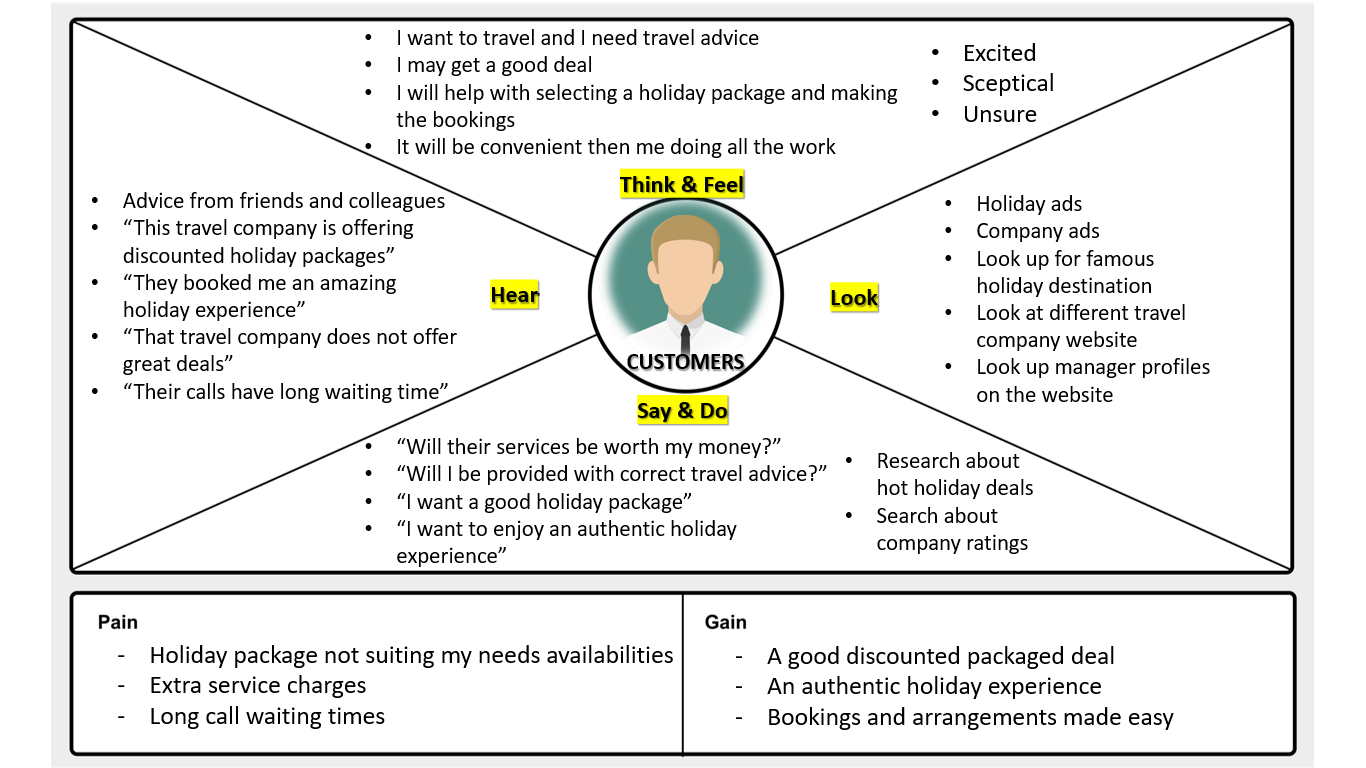 • I want to travel and I need travel advice
• I may get a good deal
• I will help with selecting a holiday package and making
the bookings
• It will be convenient then me doing all the work
• Excited
• Sceptical
• Unsure
Think & Feel
• Advice from friends and colleagues
• “This travel company is offering
discounted holiday packages”
• “They booked me an amazing
holiday experience”
• “That travel company does not offer
great deals”
• “Their calls have long waiting time”
Hear
CUSTOMERS
Look
• Holiday ads
• Company ads
• Look up for famous
holiday destination
• Look at different travel
company website
• Look up manager profiles
on the website
Say & Do
• “Will their services be worth my money?”
• “Will I be provided with correct travel advice?”
• “I want a good holiday package”
• “I want to enjoy an authentic holiday
experience”
• Research about
hot holiday deals
• Search about
company ratings
Pain
- Holiday package not suiting my needs availabilities
- Extra service charges
- Long call waiting times
Gain
- A good discounted packaged deal
- An authentic holiday experience
- Bookings and arrangements made easy